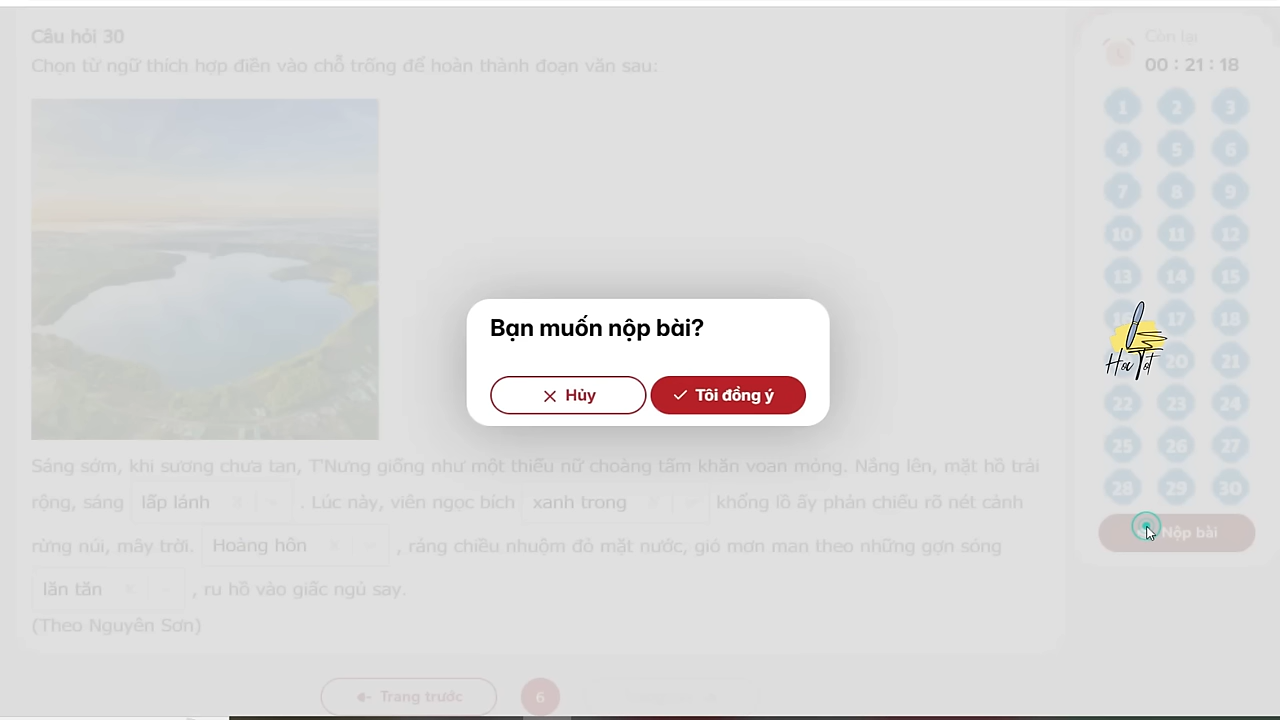 Câu hỏi 30
Chọn từ ngữ thích hợp điền vào chỗ trống để hoàn thành đoạn văn sau:
Còn lại
00 : 21 : 18
1 2 3
4 5 6
7 8 9
10 11 12
13 14 15
16 17 18
20 21
22 23 24
25 26 27
28 29 30
Học Tốt
Nộp bài
Bạn muốn nộp bài?
Hủy
Tôi đồng ý
Sáng sớm, khi sương chưa tan, T'Nưng giống như một thiếu nữ choàng tấm khăn voan mỏng. Nắng lên, mặt hồ trải
rộng, sáng lấp lánh . Lúc này, viên ngọc bích xanh trong khổng lồ ấy phản chiếu rõ nét cảnh
rừng núi, mây trời. Hoàng hôn , ráng chiều nhuộm đỏ mặt nước, gió mơn man theo những gợn sóng
lăn tăn , ru hồ vào giấc ngủ say.
(Theo Nguyên Sơn)
Trang trước
6